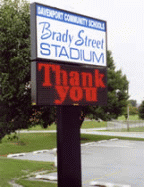 DAVENPORT COMMUNITY SCHOOLS
Brady Street
STADIUM
Thank
you